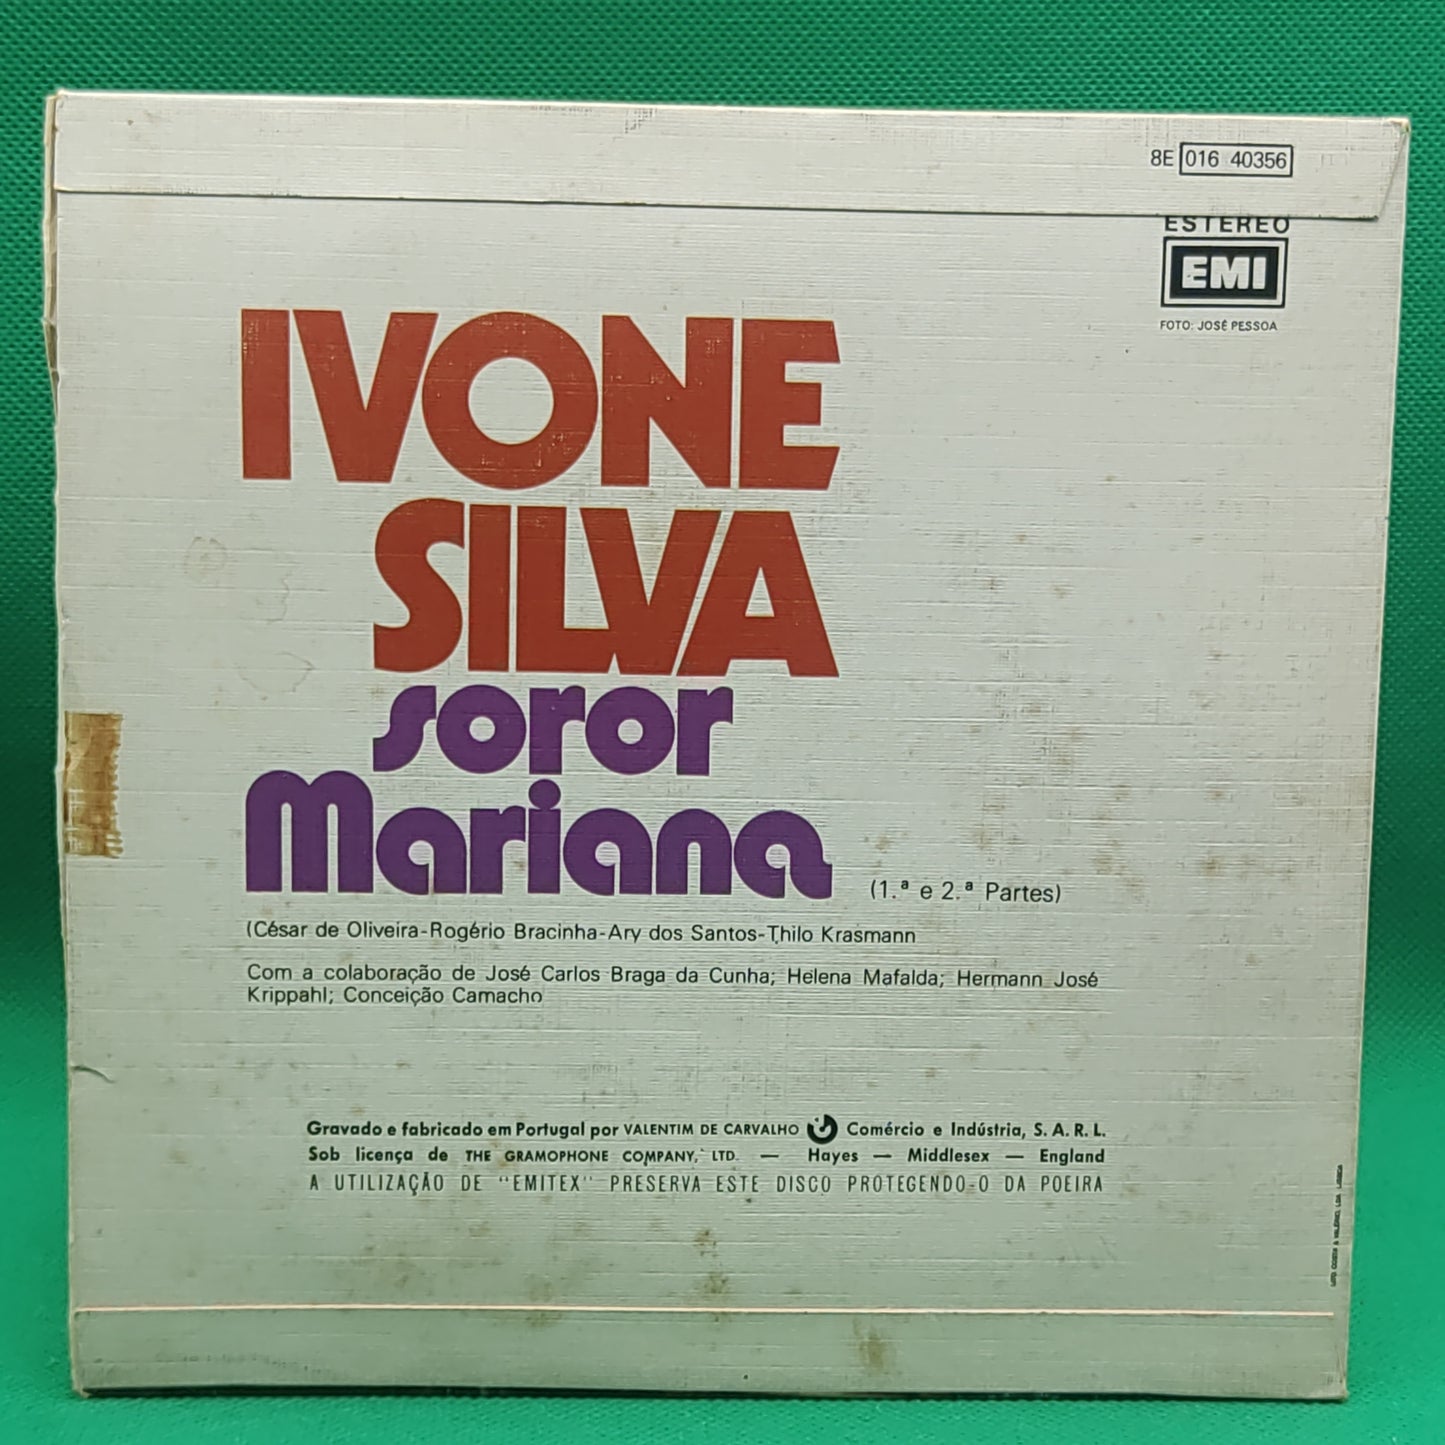 8E 016 40356
ESTEREO
EMI
FOTO: JOSÉ PESSOA
IVONE
SILVA
soror
Mariana (1.ª e 2.ª Partes)
(César de Oliveira-Rogério Bracinha-Ary dos Santos-Thilo Krasmann
Com a colaboração de José Carlos Braga da Cunha; Helena Mafalda; Hermann José
Krippahl; Conceição Camacho
Gravado e fabricado em Portugal por VALENTIM DE CARVALHO Comércio e Indústria, S. A. R. L.
Sob licença de THE GRAMOPHONE COMPANY, LTD. — Hayes — Middlesex — England
A UTILIZAÇÃO DE "EMITEX" PRESERVA ESTE DISCO PROTEGENDO-O DA POEIRA
COSTA & VALÉRIO, LDA.